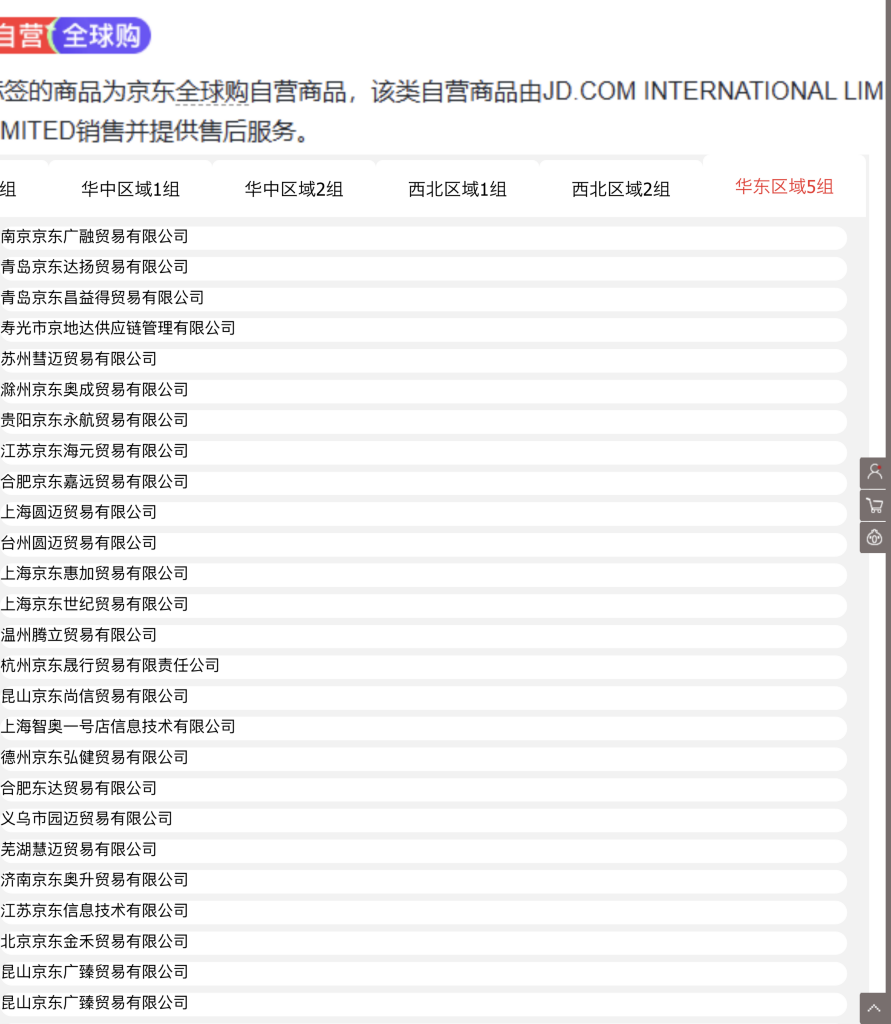 自营 全球购
签的商品为京东全球购自营商品，该类自营商品由JD.COM INTERNATIONAL LIM
MITED销售并提供售后服务。
组 华中区域1组 华中区域2组 西北区域1组 西北区域2组 华东区域5组
南京京东广融贸易有限公司
青岛京东达扬贸易有限公司
青岛京东昌益得贸易有限公司
寿光市京地达供应链管理有限公司
苏州彗迈贸易有限公司
滁州京东奥成贸易有限公司
贵阳京东永航贸易有限公司
江苏京东海元贸易有限公司
合肥京东嘉远贸易有限公司
上海圆迈贸易有限公司
台州圆迈贸易有限公司
上海京东惠加贸易有限公司
上海京东世纪贸易有限公司
温州腾立贸易有限公司
杭州京东晟行贸易有限责任公司
昆山京东尚信贸易有限公司
上海智奥一号店信息技术有限公司
德州京东弘健贸易有限公司
合肥东达贸易有限公司
义乌市园迈贸易有限公司
芜湖慧迈贸易有限公司
济南京东奥升贸易有限公司
江苏京东信息技术有限公司
北京京东金禾贸易有限公司
昆山京东广臻贸易有限公司
昆山京东广臻贸易有限公司